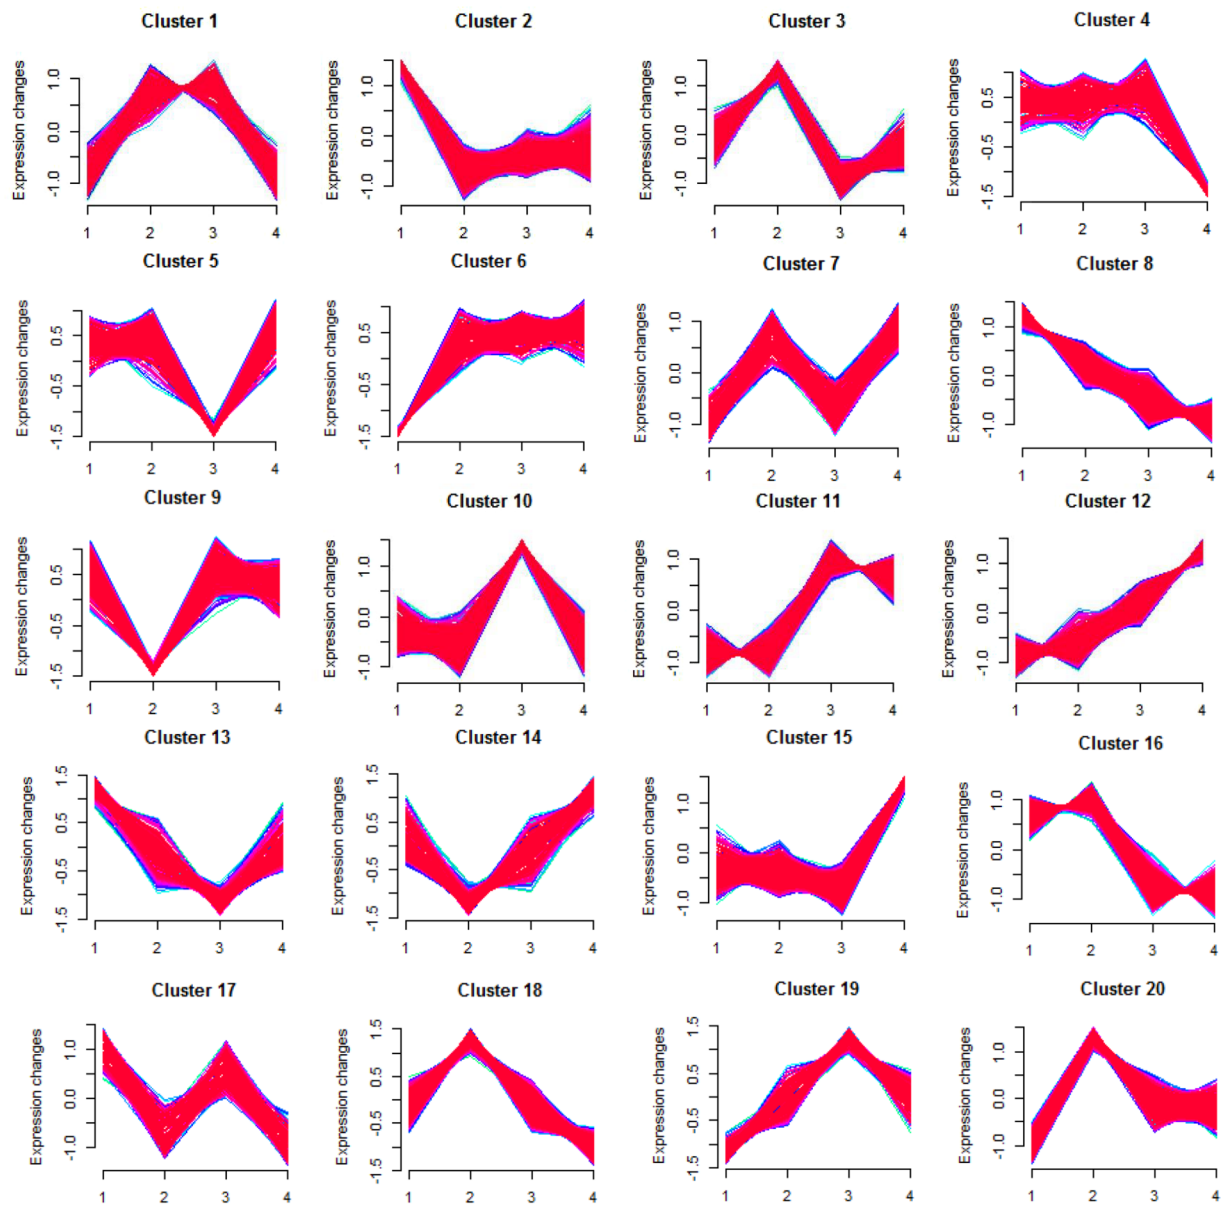 Cluster 1
Expression changes
1.0
0.0
-1.0
1 2 3 4
Cluster 2
Expression changes
1.0
0.0
-1.0
1 2 3 4
Cluster 3
Expression changes
1.0
0.0
-1.0
1 2 3 4
Cluster 4
Expression changes
0.5
-0.5
-1.5
1 2 3 4
Cluster 5
Expression changes
0.5
-0.5
-1.5
1 2 3 4
Cluster 6
Expression changes
0.5
-0.5
-1.5
1 2 3 4
Cluster 7
Expression changes
1.0
0.0
-1.0
1 2 3 4
Cluster 8
Expression changes
1.0
0.0
-1.0
1 2 3 4
Cluster 9
Expression changes
0.5
-0.5
-1.5
1 2 3 4
Cluster 10
Expression changes
1.0
0.0
-1.0
1 2 3 4
Cluster 11
Expression changes
1.0
0.0
-1.0
1 2 3 4
Cluster 12
Expression changes
1.0
0.0
-1.0
1 2 3 4
Cluster 13
Expression changes
1.5
0.5
-0.5
-1.5
1 2 3 4
Cluster 14
Expression changes
1.5
0.5
-0.5
-1.5
1 2 3 4
Cluster 15
Expression changes
1.0
0.0
-1.0
1 2 3 4
Cluster 16
Expression changes
1.0
0.0
-1.0
1 2 3 4
Cluster 17
Expression changes
1.0
0.0
-1.0
1 2 3 4
Cluster 18
Expression changes
1.5
0.5
-0.5
-1.5
1 2 3 4
Cluster 19
Expression changes
1.5
0.5
-0.5
-1.5
1 2 3 4
Cluster 20
Expression changes
1.0
0.0
-1.0
1 2 3 4